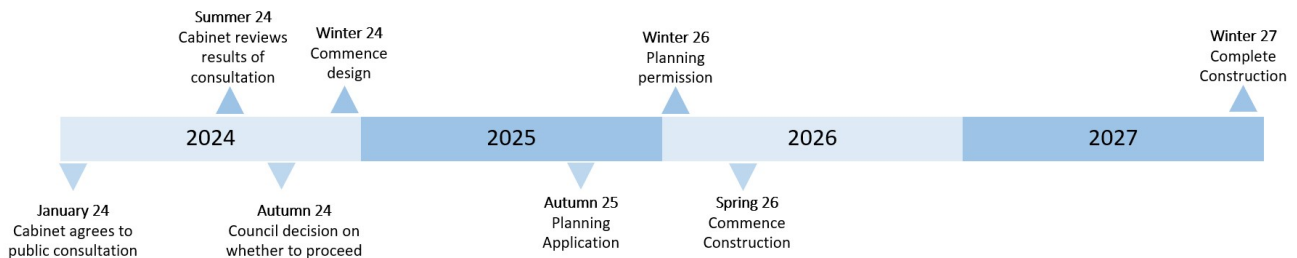 Summer 24
Cabinet reviews
results of
consultation
Winter 24
Commence
design
Winter 26
Planning
permission
Winter 27
Complete
Construction
2024
2025
2026
2027
January 24
Cabinet agrees to
public consultation
Autumn 24
Council decision on
whether to proceed
Autumn 25
Planning
Application
Spring 26
Commence
Construction